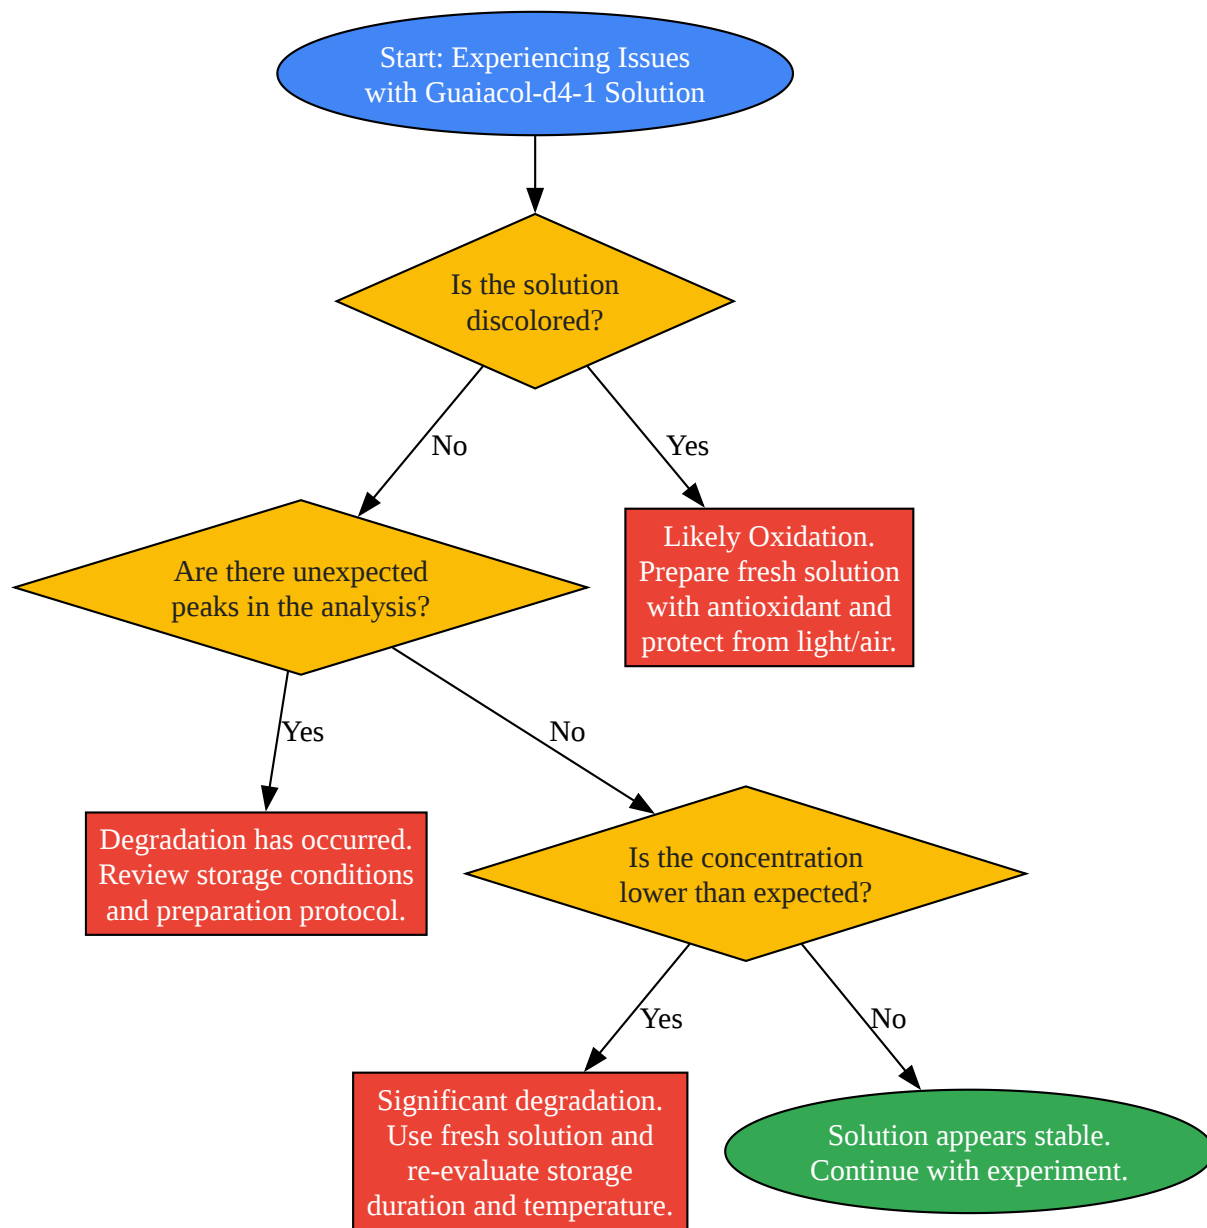 Start: Experiencing Issues
with Guaiacol-d4-1 Solution
Is the solution
discolored?
No
Yes
Are there unexpected
peaks in the analysis?
Likely Oxidation.
Prepare fresh solution
with antioxidant and
protect from light/air.
Yes
No
Degradation has occurred.
Review storage conditions
and preparation protocol.
Is the concentration
lower than expected?
Yes
No
Significant degradation.
Use fresh solution and
re-evaluate storage
duration and temperature.
Solution appears stable.
Continue with experiment.